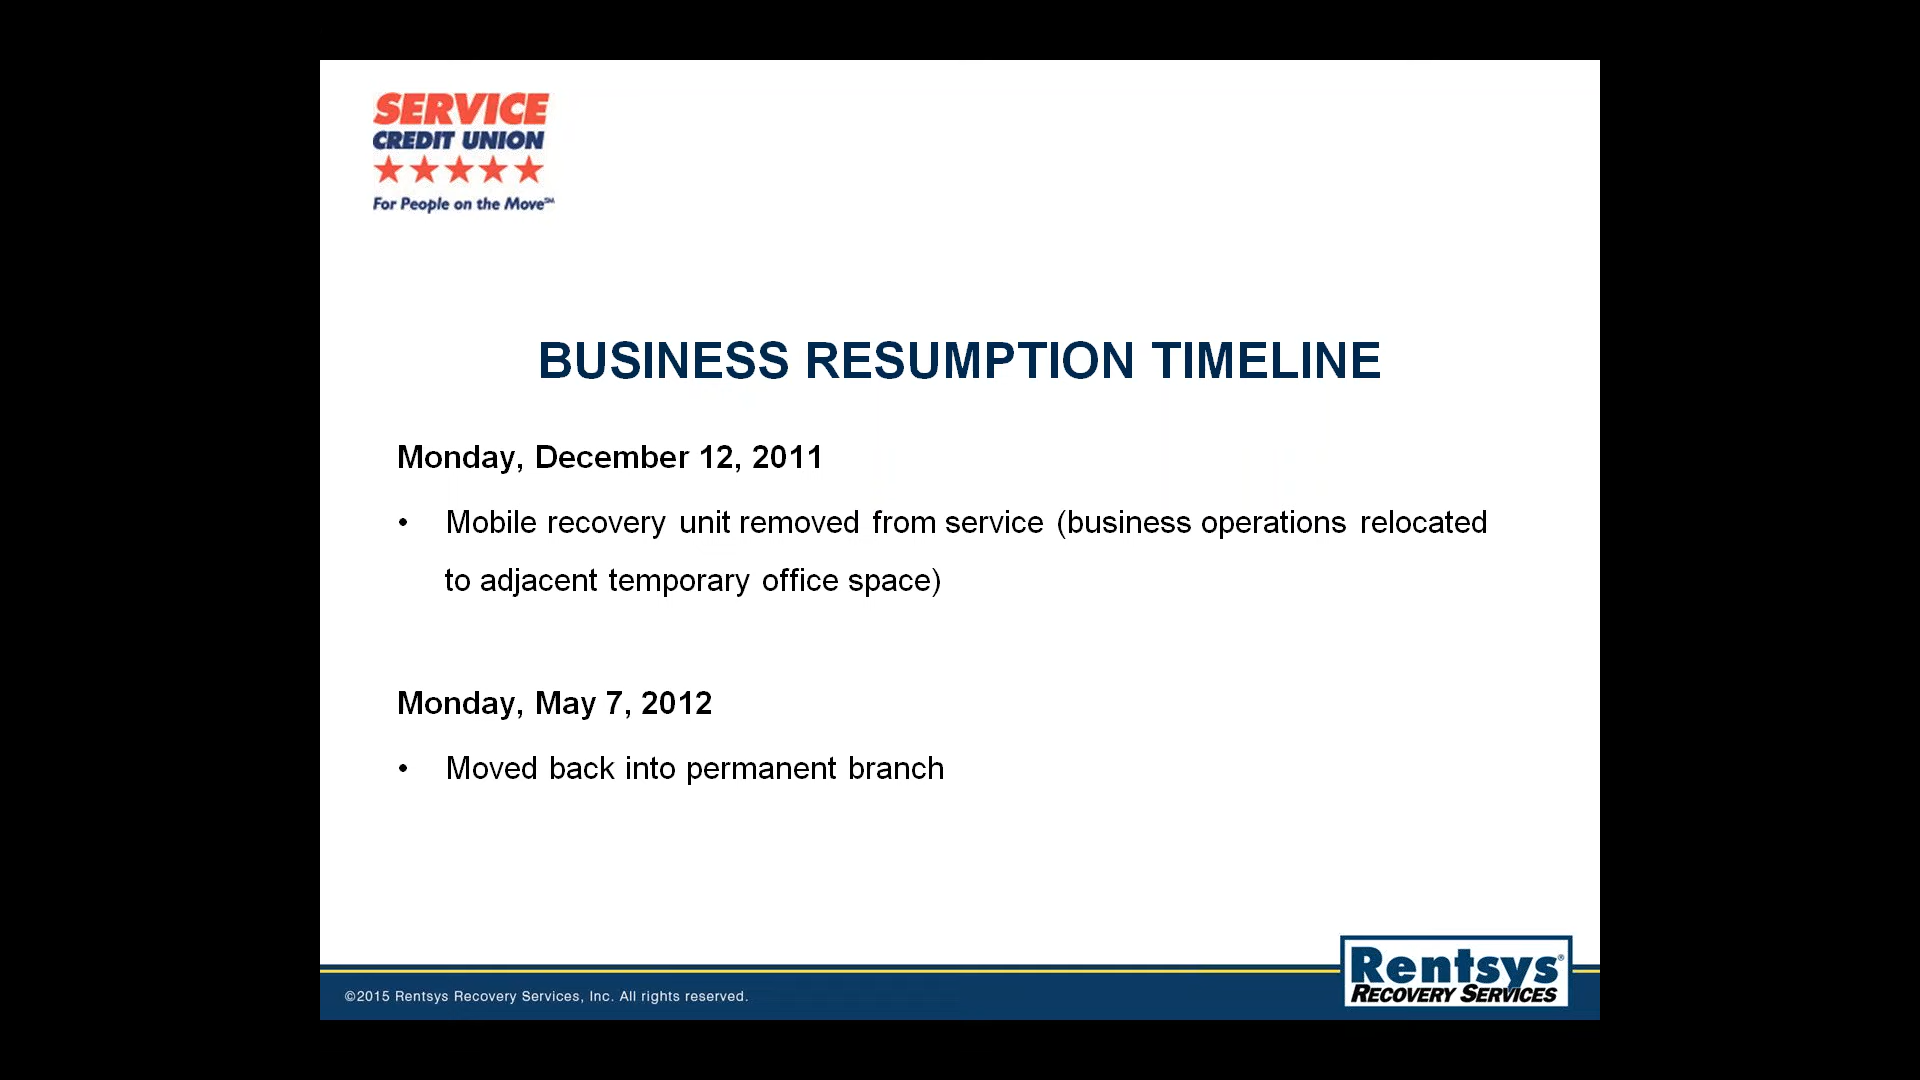 SERVICE
CREDIT UNION
For People on the Move℠
BUSINESS RESUMPTION TIMELINE
Monday, December 12, 2011
• Mobile recovery unit removed from service (business operations relocated
to adjacent temporary office space)
Monday, May 7, 2012
• Moved back into permanent branch
©2015 Rentsys Recovery Services, Inc. All rights reserved.
Rentsys®
RECOVERY SERVICES